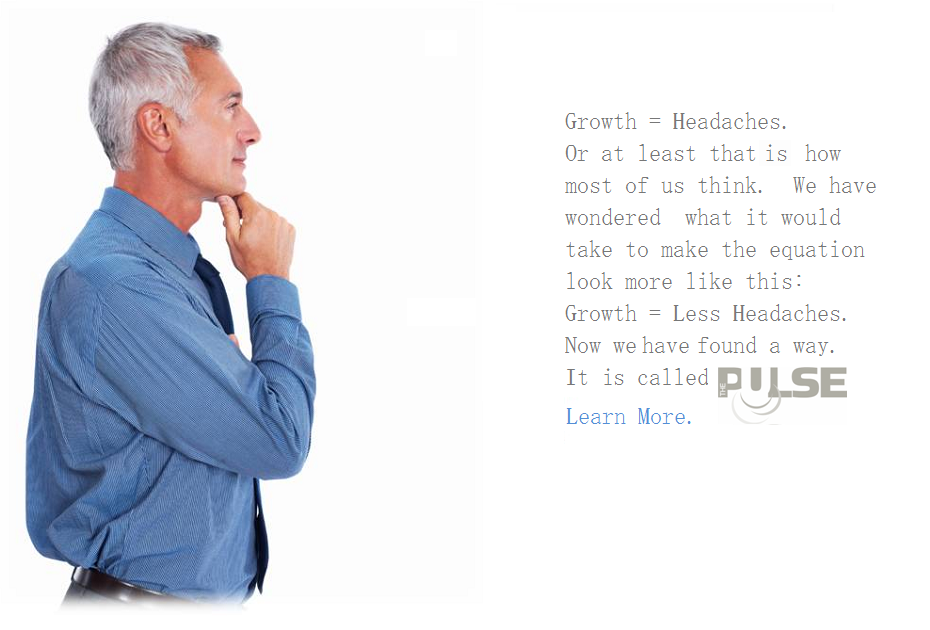 Growth = Headaches.
Or at least that is how
most of us think. We have
wondered what it would
take to make the equation
look more like this:
Growth = Less Headaches.
Now we have found a way.
It is called THE PULSE
Learn More.